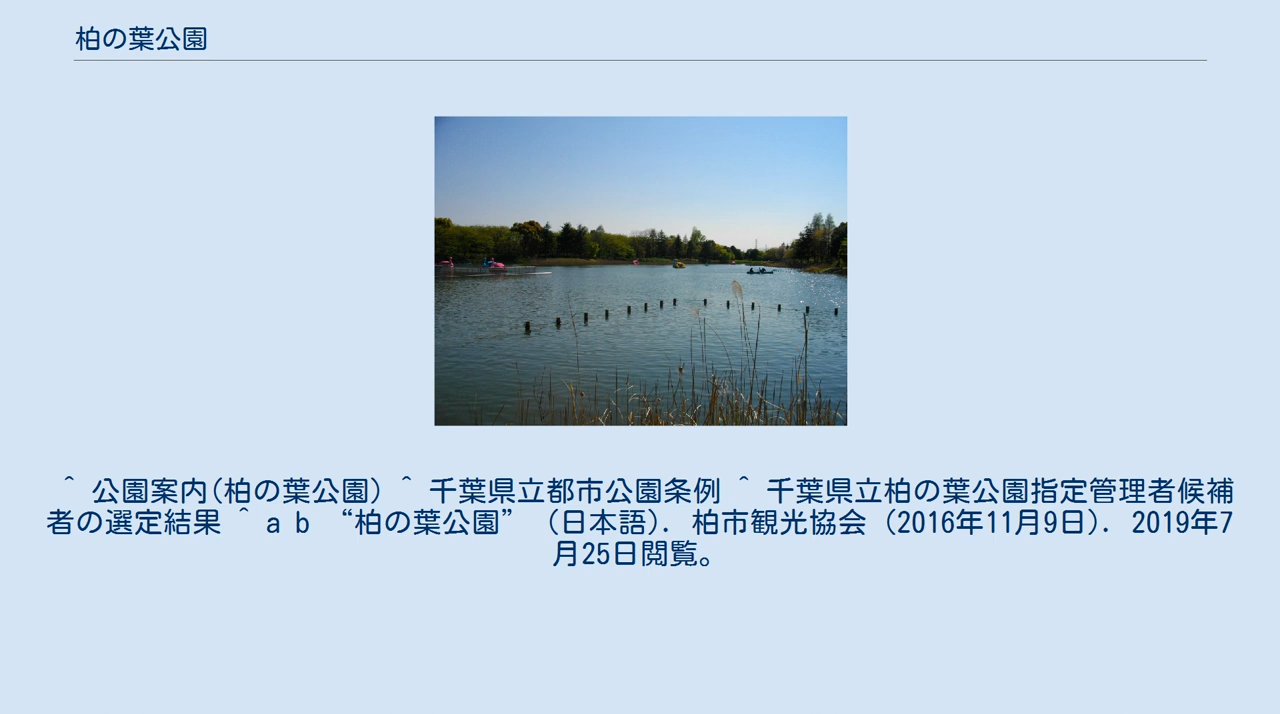 柏の葉公園
^ 公園案内(柏の葉公園) ^ 千葉県立都市公園条例 ^ 千葉県立柏の葉公園指定管理者候補
者の選定結果 ^ a b “柏の葉公園” (日本語). 柏市観光協会 (2016年11月9日). 2019年7
月25日閲覧。